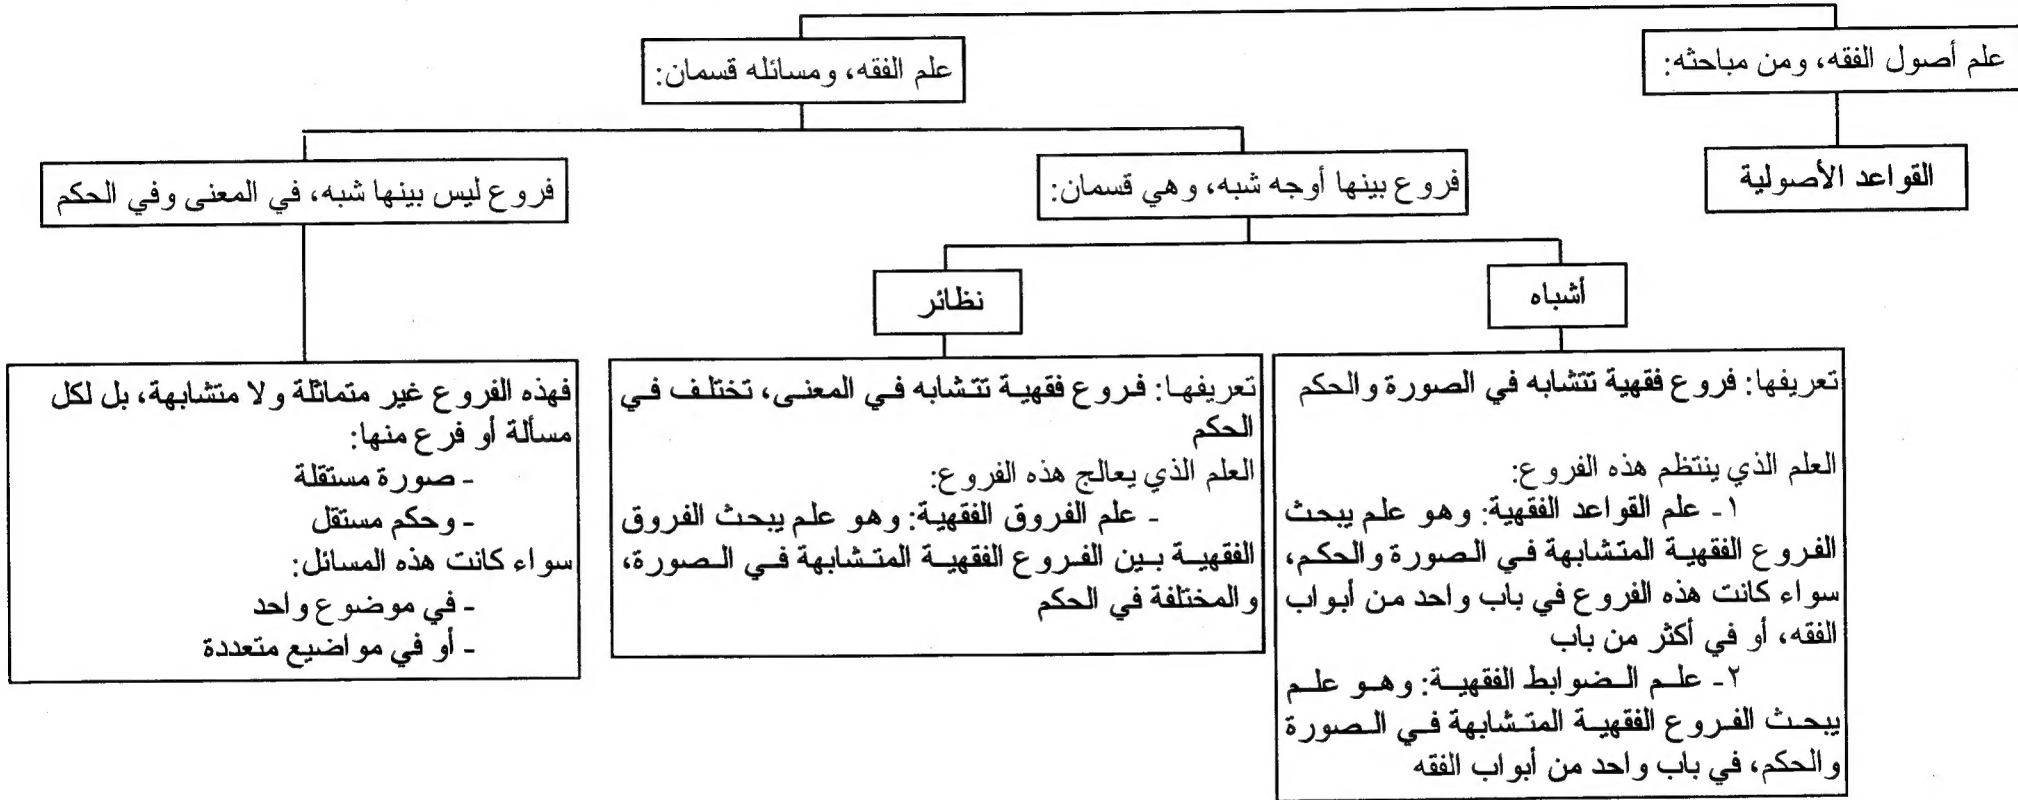 علم أصول الفقه، ومن مباحثه:
علم الفقه، ومسائله قسمان:
القواعد الأصولية
فروع بينها أوجه شبه، وهي قسمان:
فروع ليس بينها شبه، في المعنى وفي الحكم
أشباه
نظائر
تعريفها: فروع فقهية تتشابه في الصورة والحكم
العلم الذي ينتظم هذه الفروع:
١- علم القواعد الفقهية: وهو علم يبحث
الفروع الفقهية المتشابهة في الصورة والحكم،
سواء كانت هذه الفروع في باب واحد من أبواب
الفقه، أو في أكثر من باب
٢- علم الضوابط الفقهية: وهو علم
يبحث الفروع الفقهية المتشابهة في الصورة
والحكم، في باب واحد من أبواب الفقه
تعريفها: فروع فقهية تتشابه في المعنى، تختلف في
الحكم
العلم الذي يعالج هذه الفروع:
- علم الفروق الفقهية: وهو علم يبحث الفروق
الفقهية بين الفروع الفقهية المتشابهة في الصورة،
والمختلفة في الحكم
فهذه الفروع غير متماثلة ولا متشابهة، بل لكل
مسألة أو فرع منها:
- صورة مستقلة
- وحكم مستقل
سواء كانت هذه المسائل:
- في موضوع واحد
- أو في مواضيع متعددة